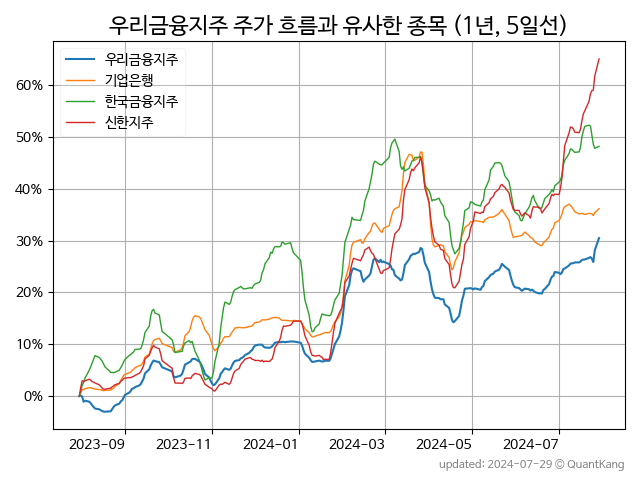 우리금융지주 주가 흐름과 유사한 종목 (1년, 5일선)
우리금융지주
기업은행
한국금융지주
신한지주
60%
50%
40%
30%
20%
10%
0%
2023-09 2023-11 2024-01 2024-03 2024-05 2024-07
updated: 2024-07-29 © QuantKang